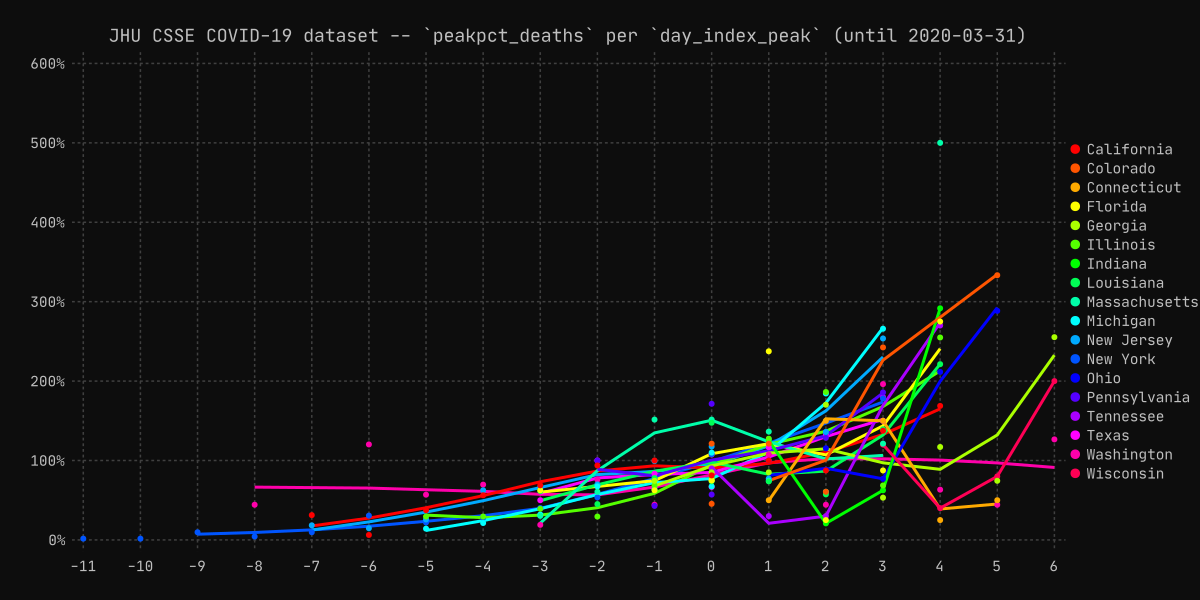 JHU CSSE COVID-19 dataset -- `peakpct_deaths` per `day_index_peak` (until 2020-03-31)
600%
500%
400%
300%
200%
100%
0%
-11 -10 -9 -8 -7 -6 -5 -4 -3 -2 -1 0 1 2 3 4 5 6
California
Colorado
Connecticut
Florida
Georgia
Illinois
Indiana
Louisiana
Massachusetts
Michigan
New Jersey
New York
Ohio
Pennsylvania
Tennessee
Texas
Washington
Wisconsin